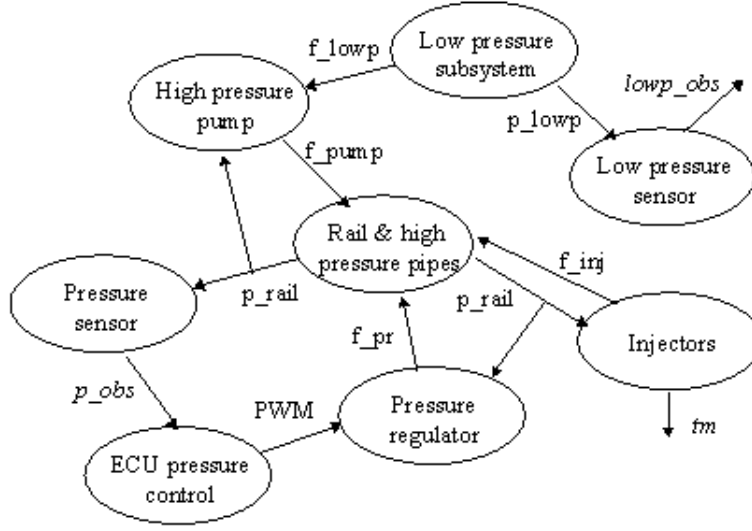 f_lowp
Low pressure
subsystem
High pressure
pump
lowp_obs
p_lowp
f_pump
Low pressure
sensor
Rail & high
pressure pipes
f_inj
Pressure
sensor
p_rail
p_rail
f_pr
Injectors
p_obs
PWM
Pressure
regulator
tm
ECU pressure
control